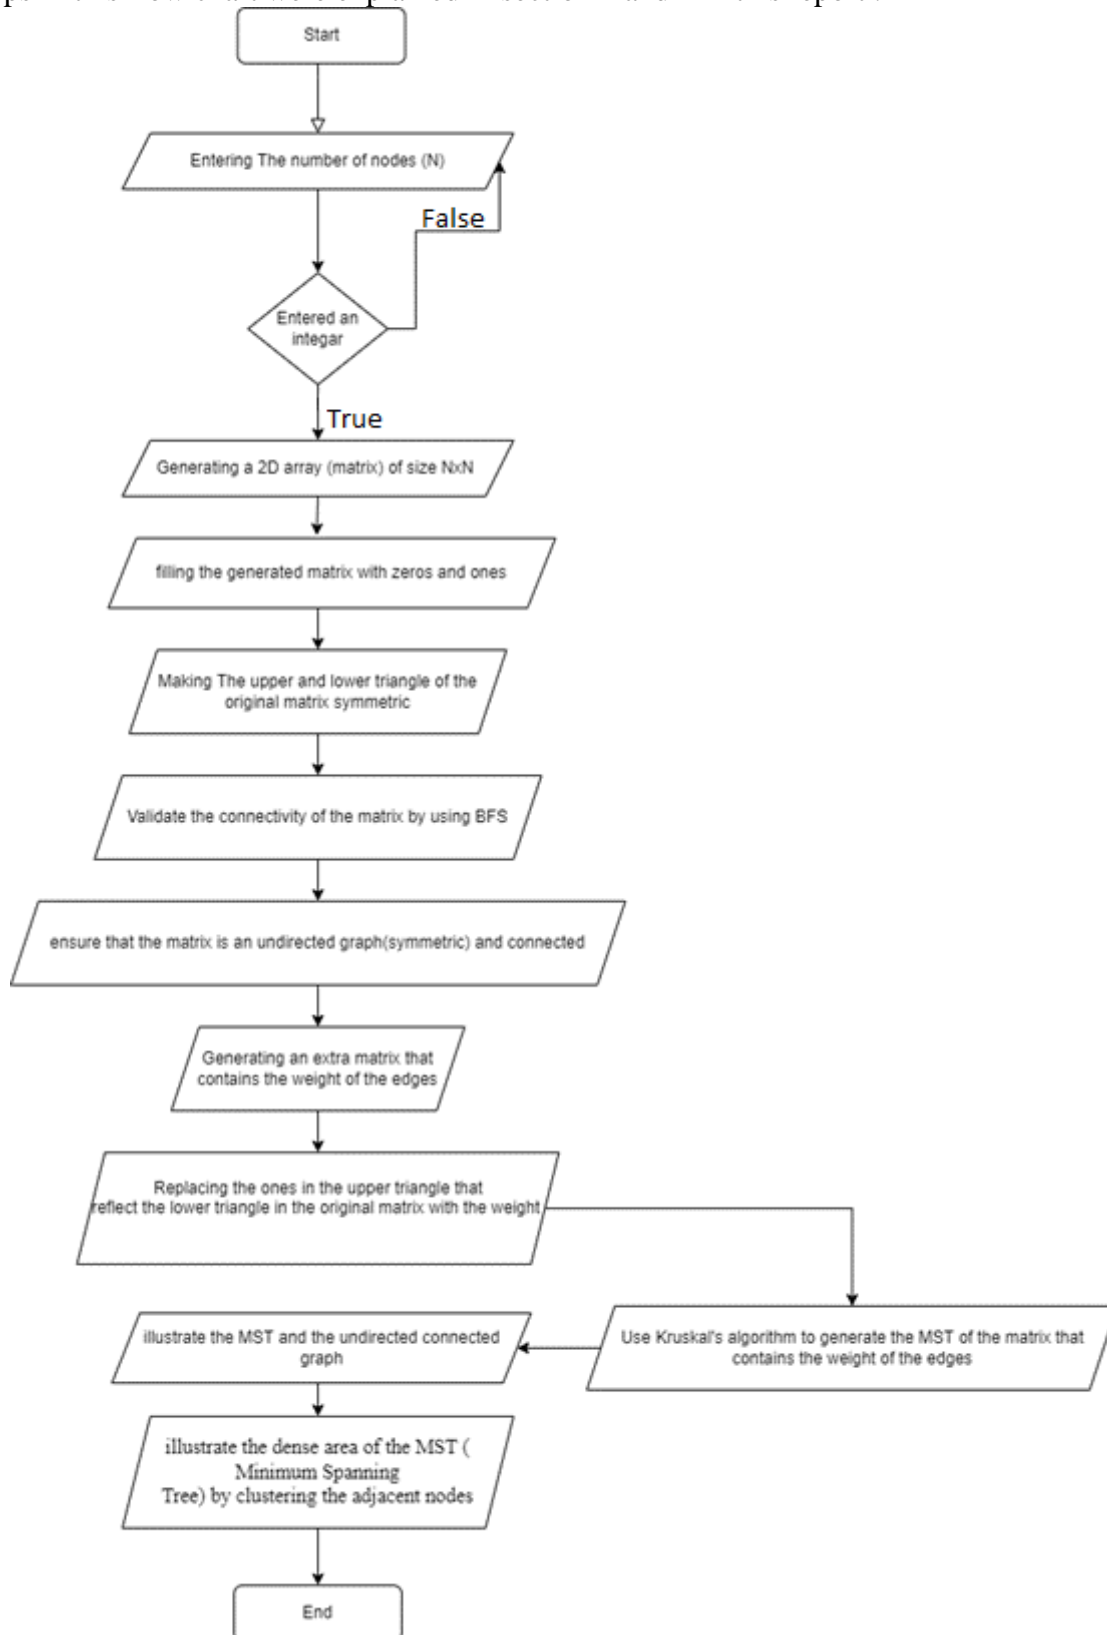 Start
Entering The number of nodes (N)
False
Entered an
integar
True
Generating a 2D array (matrix) of size NxN
filling the generated matrix with zeros and ones
Making The upper and lower triangle of the
original matrix symmetric
Validate the connectivity of the matrix by using BFS
ensure that the matrix is an undirected graph(symmetric) and connected
Generating an extra matrix that
contains the weight of the edges
Replacing the ones in the upper triangle that
reflect the lower triangle in the original matrix with the weight
Use Kruskal's algorithm to generate the MST of the matrix that
contains the weight of the edges
illustrate the MST and the undirected connected
graph
illustrate the dense area of the MST (
Minimum Spanning
Tree) by clustering the adjacent nodes
End